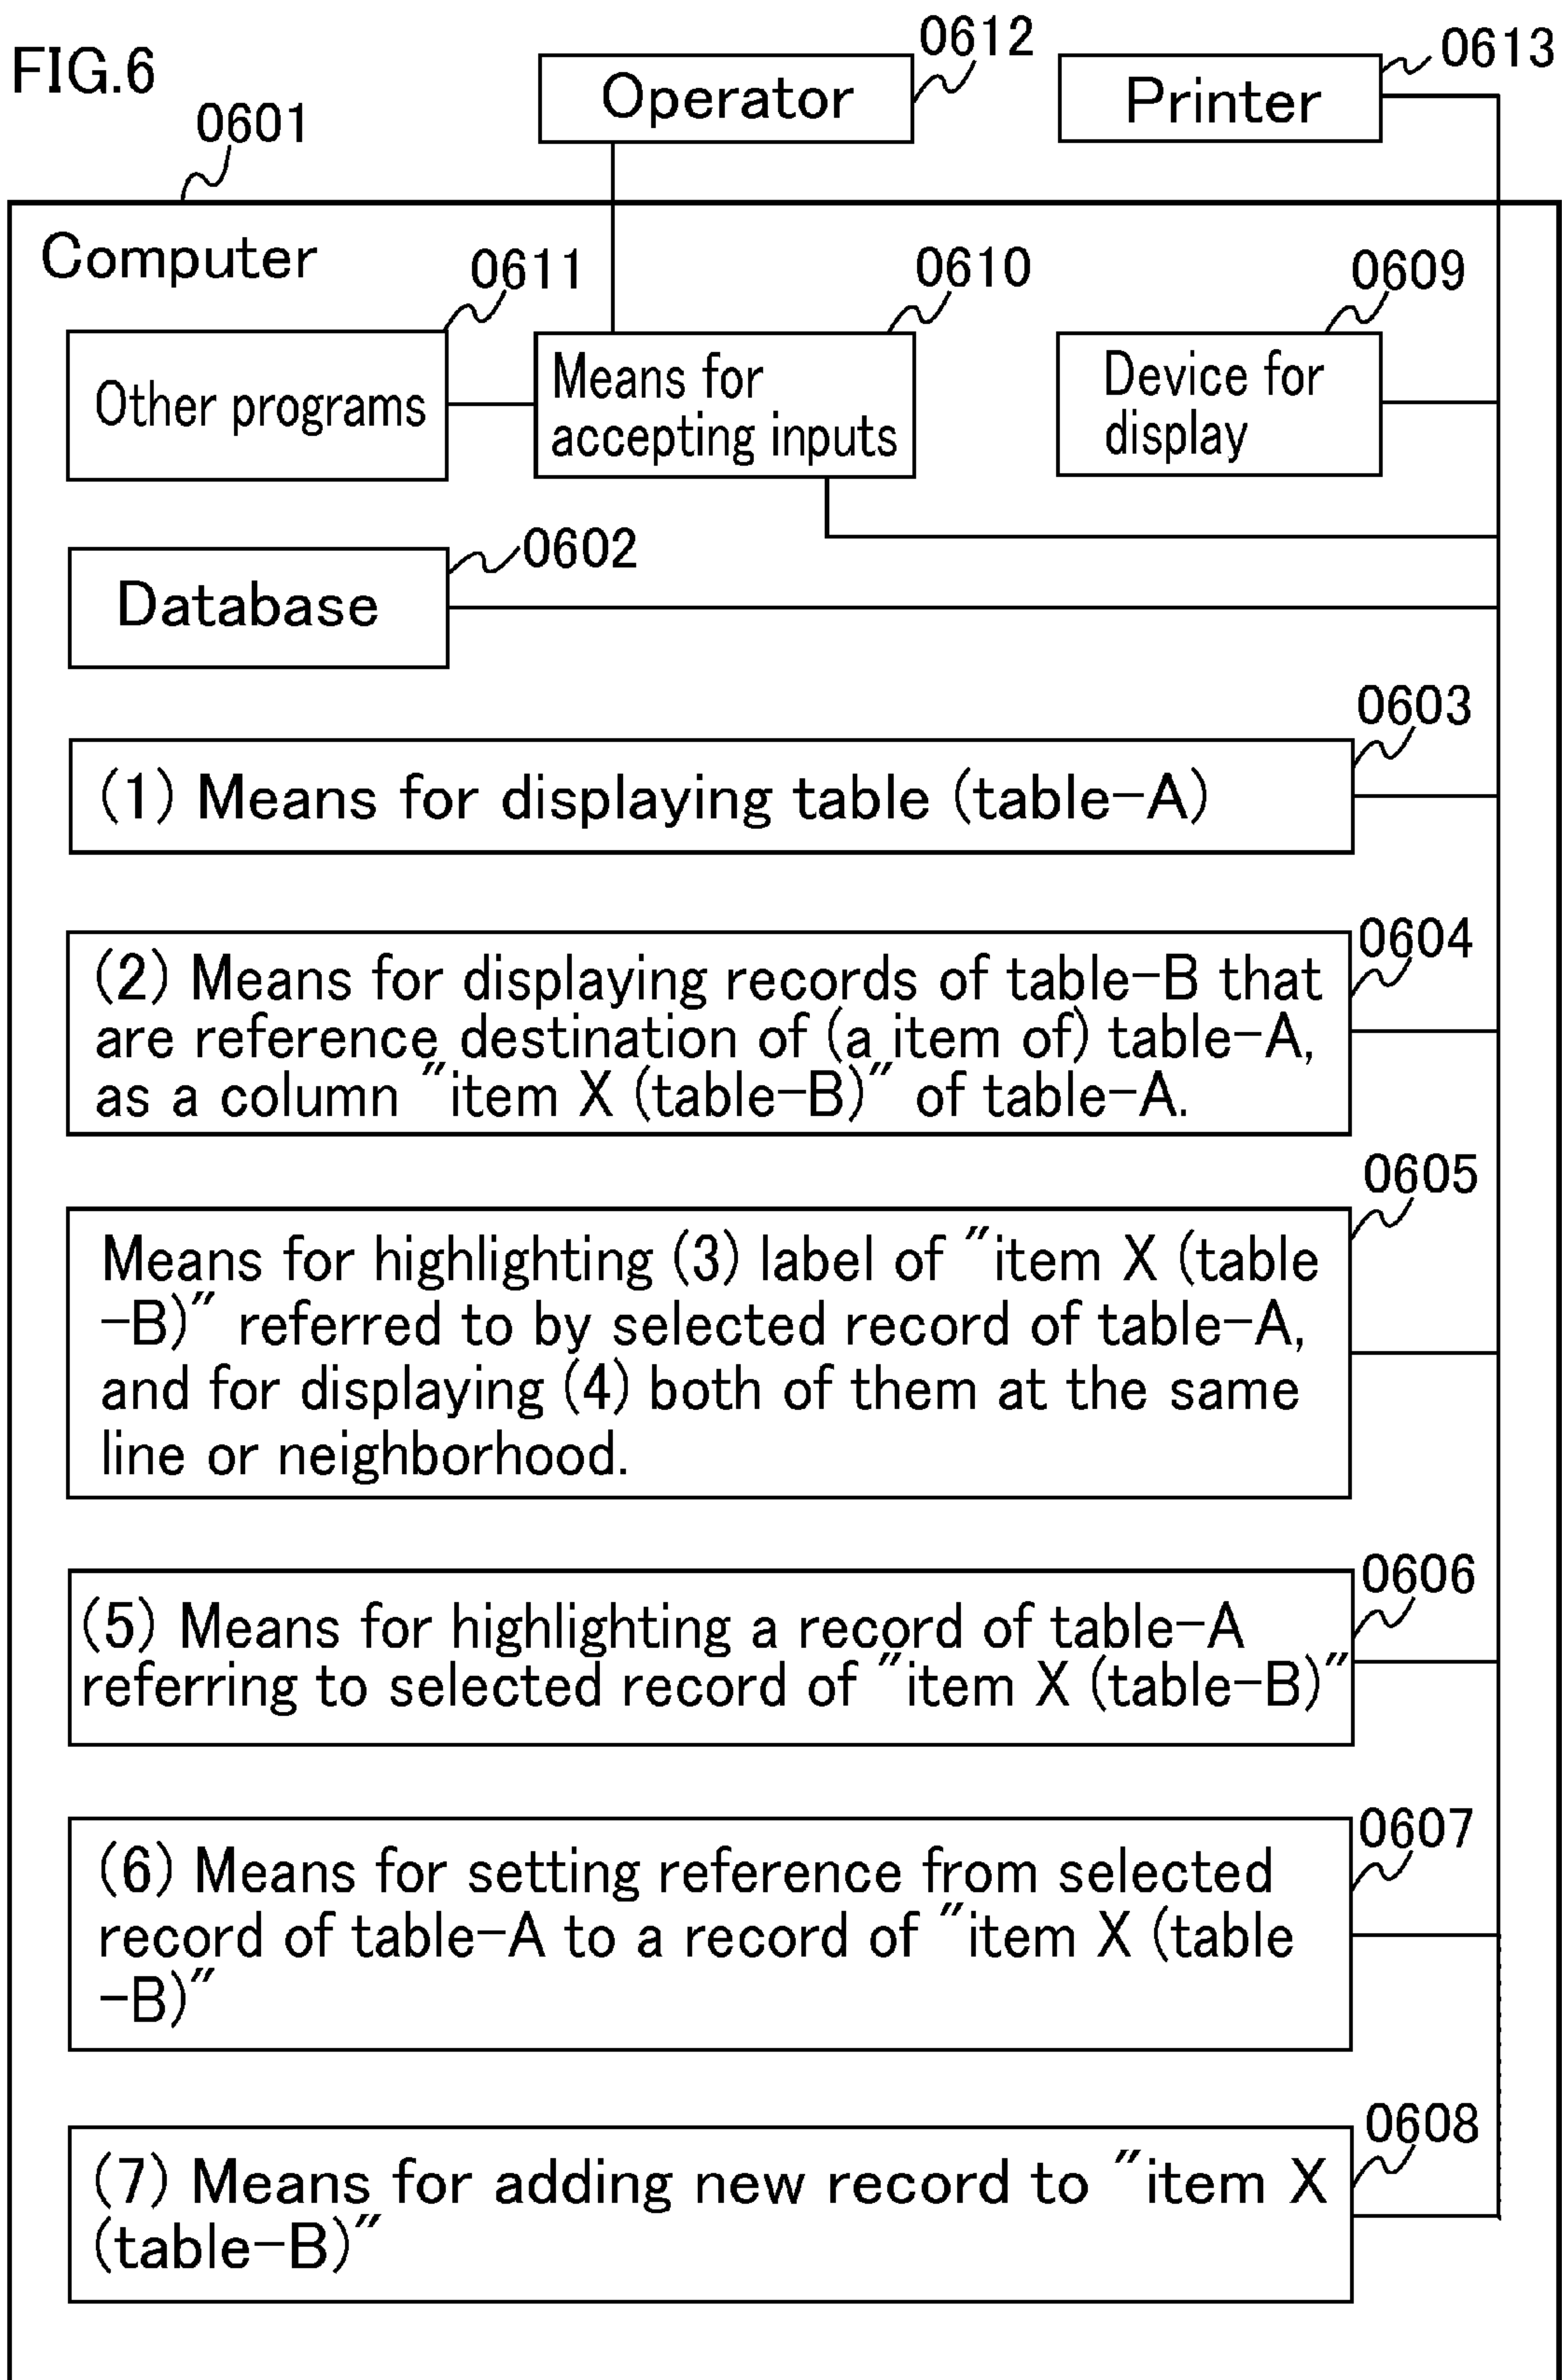 FIG.6
0612
Operator
0613
Printer
0601
Computer
0611
Other programs
0610
Means for
accepting inputs
0609
Device for
display
0602
Database
0603
(1) Means for displaying table (table-A)
0604
(2) Means for displaying records of table-B that
are reference destination of (a item of) table-A,
as a column "item X (table-B)" of table-A.
0605
Means for highlighting (3) label of "item X (table
-B)" referred to by selected record of table-A,
and for displaying (4) both of them at the same
line or neighborhood.
0606
(5) Means for highlighting a record of table-A
referring to selected record of "item X (table-B)"
0607
(6) Means for setting reference from selected
record of table-A to a record of "item X (table
-B)"
0608
(7) Means for adding new record to "item X
(table-B)"